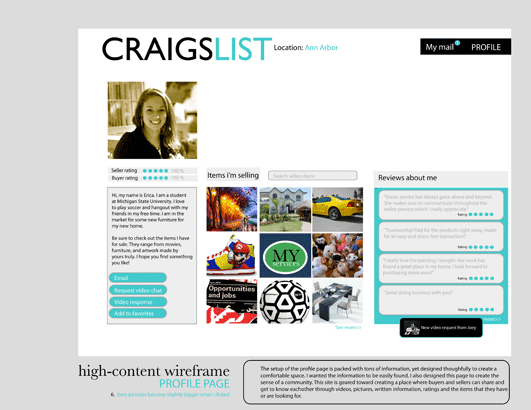 CRAIGSLIST
Location: Ann Arbor
My mail
PROFILE
Seller rating 100 %
Buyer rating 100 %
Items i'm selling
Search sellers items
Reviews about me
Hi, my name is Erica. I am a student
at Michigan State University. I love
to play soccer and hangout with my
friends in my free time. I am in the
market for some new furniture for
my new home.
Be sure to check out the items I have
for sale. They range from movies,
furniture, and artwork made by
yours truly. I hope you find something
you like!
Email
Request video chat
Video response
Add to favorites
MY
Opportunities
and jobs
See more>>
"Erica's service has always gone above and beyond.
She makes sure to communicate throughout the
entire process which I really appreciate."
Rating
"Trustworthy! Paid for the products right away, made
for an easy and stress free transaction!"
Rating
"I really love my painting I bought. Her work has
found a great place in my home. I look forward to
purchasing more soon!"
Rating
"Great doing business with you!"
Rating
more>>
New video request from Joey
high-content wireframe
PROFILE PAGE
6. Item pictures become slightly bigger when clicked
The setup of the profile page is packed with tons of information, yet designed thoughtfully to create a
comfortable space. I wanted the information to be easily found. I also designed this page to create the
sense of a community. This site is geared toward creating a place where buyers and sellers can share and
get to know eachother through videos, pictures, written information, ratings and the items that they have
or are looking for.